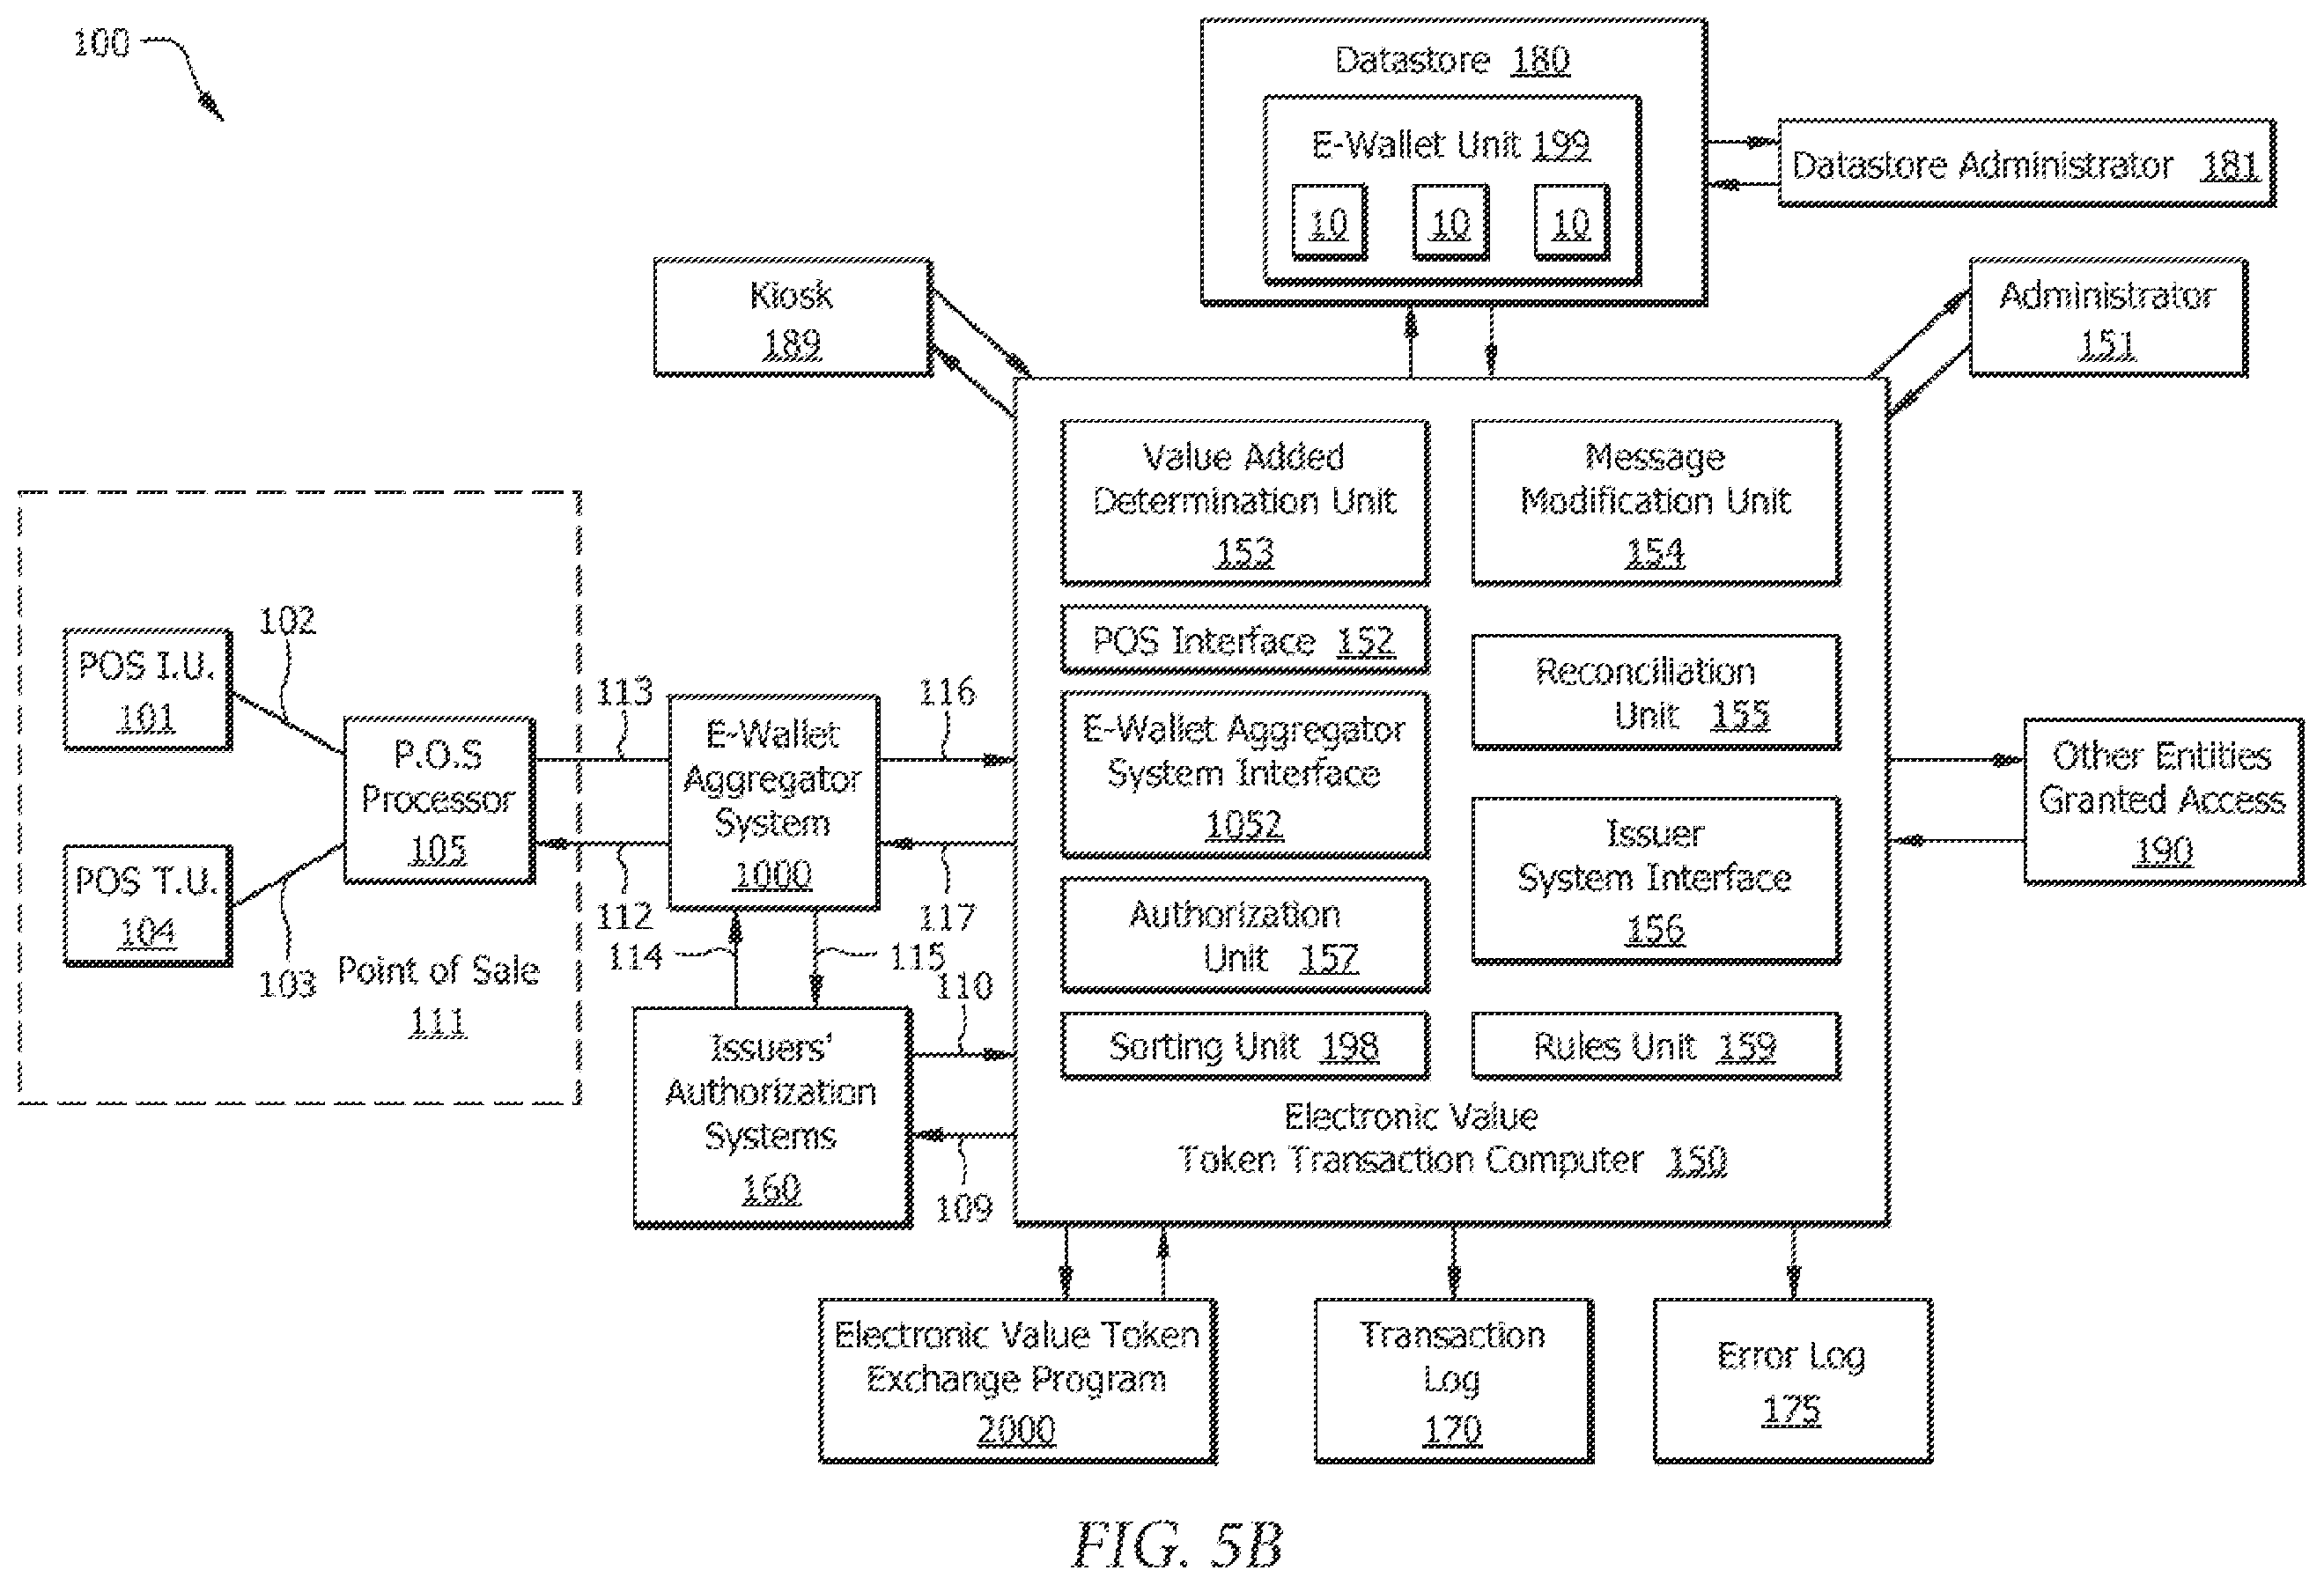 100
Datastore 180
E-Wallet Unit 199
10 10 10
Datastore Administrator 181
Kiosk
189
Administrator
151
Value Added
Determination Unit
153
Message
Modification Unit
154
POS Interface 152
Reconciliation
Unit 155
E-Wallet Aggregator
System Interface
1052
Issuer
System Interface
156
Authorization
Unit 157
Sorting Unit 198
Rules Unit 159
Electronic Value
Token Transaction Computer 150
POS I.U.
101
102
P.O.S
Processor
105
POS T.U.
104
103
Point of Sale
111
113
112
E-Wallet
Aggregator
System
1000
116
117
114
115
110
109
Issuers'
Authorization
Systems
160
Other Entities
Granted Access
190
Electronic Value Token
Exchange Program
2000
Transaction
Log
170
Error Log
175
FIG. 5B